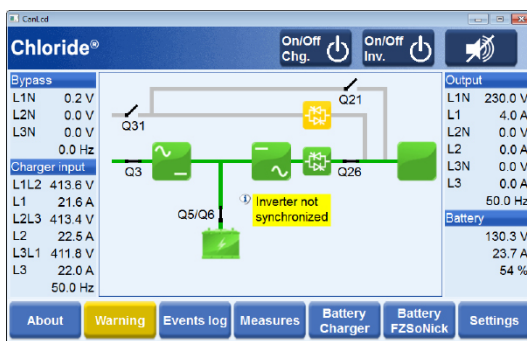 CanLcd
Chloride®
On/Off Chg.
On/Off Inv.
Bypass
L1N 0.2 V
L2N 0.0 V
L3N 0.0 V
0.0 Hz
Charger input
L1L2 413.6 V
L1 21.6 A
L2L3 413.4 V
L2 22.5 A
L3L1 411.8 V
L3 22.0 A
50.0 Hz
Q21
Q31
Q3
Q26
Q5/Q6
Inverter not
synchronized
Output
L1N 230.0 V
L1 4.0 A
L2N 0.0 V
L2 0.0 A
L3N 0.0 V
L3 0.0 A
50.0 Hz
Battery
130.3 V
23.7 A
54 %
About
Warning
Events log
Measures
Battery
Charger
Battery
FZSoNick
Settings